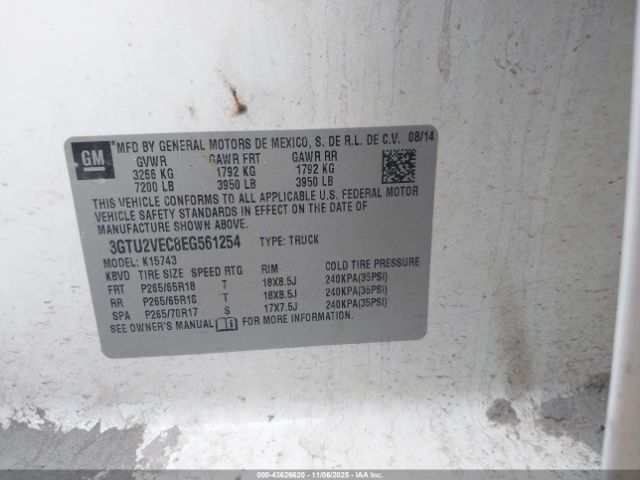 GM *MFD BY GENERAL MOTORS DE MEXICO, S. DE R.L. DE C.V. 08/14
GVWR GAWR FRT GAWR RR
3266 KG 1792 KG 1792 KG
7200 LB 3950 LB 3950 LB
THIS VEHICLE CONFORMS TO ALL APPLICABLE U.S. FEDERAL MOTOR
VEHICLE SAFETY STANDARDS IN EFFECT ON THE DATE OF
MANUFACTURE SHOWN ABOVE.
3GTU2VEC8EG561254 TYPE: TRUCK
MODEL: K15743
KBVD TIRE SIZE SPEED RTG RIM COLD TIRE PRESSURE
FRT P265/65R18 T 18X8.5J 240KPA(35PSI)
RR P265/65R18 T 18X8.5J 240KPA(35PSI)
SPA P265/70R17 S 17X7.5J 240KPA(35PSI)
SEE OWNER'S MANUAL FOR MORE INFORMATION
000-43626620 - 11/06/2025 - IAAI.COM